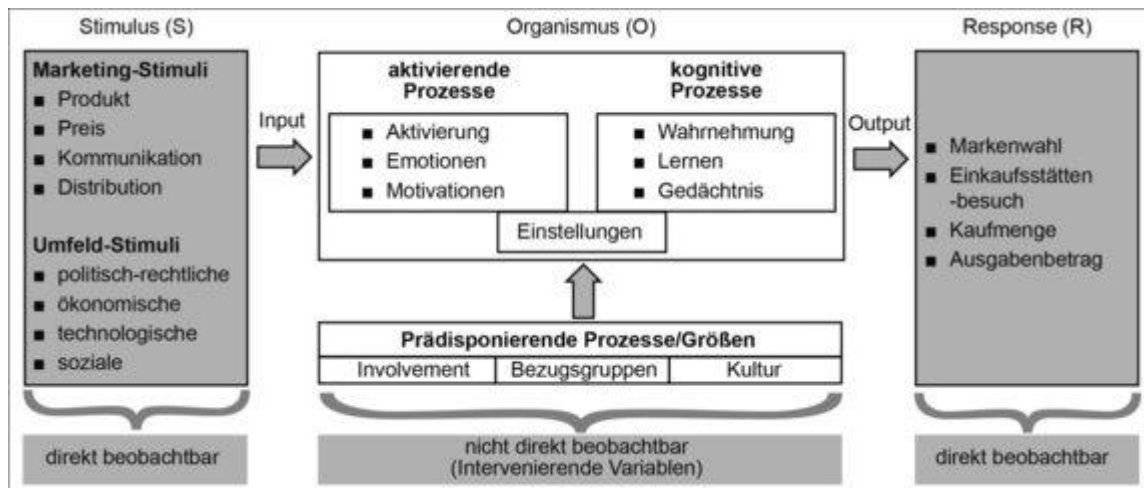 Stimulus (S)
Organismus (O)
Response (R)
Marketing-Stimuli
■ Produkt
■ Preis
■ Kommunikation
■ Distribution
Umfeld-Stimuli
■ politisch-rechtliche
■ ökonomische
■ technologische
■ soziale
Input
aktivierende
Prozesse
■ Aktivierung
■ Emotionen
■ Motivationen
kognitive
Prozesse
■ Wahrnehmung
■ Lernen
■ Gedächtnis
Einstellungen
Prädisponierende Prozesse/Größen
Involvement
Bezugsgruppen
Kultur
Output
■ Markenwahl
■ Einkaufsstätten
-besuch
■ Kaufmenge
■ Ausgabenbetrag
direkt beobachtbar
nicht direkt beobachtbar
(Intervenierende Variablen)
direkt beobachtbar